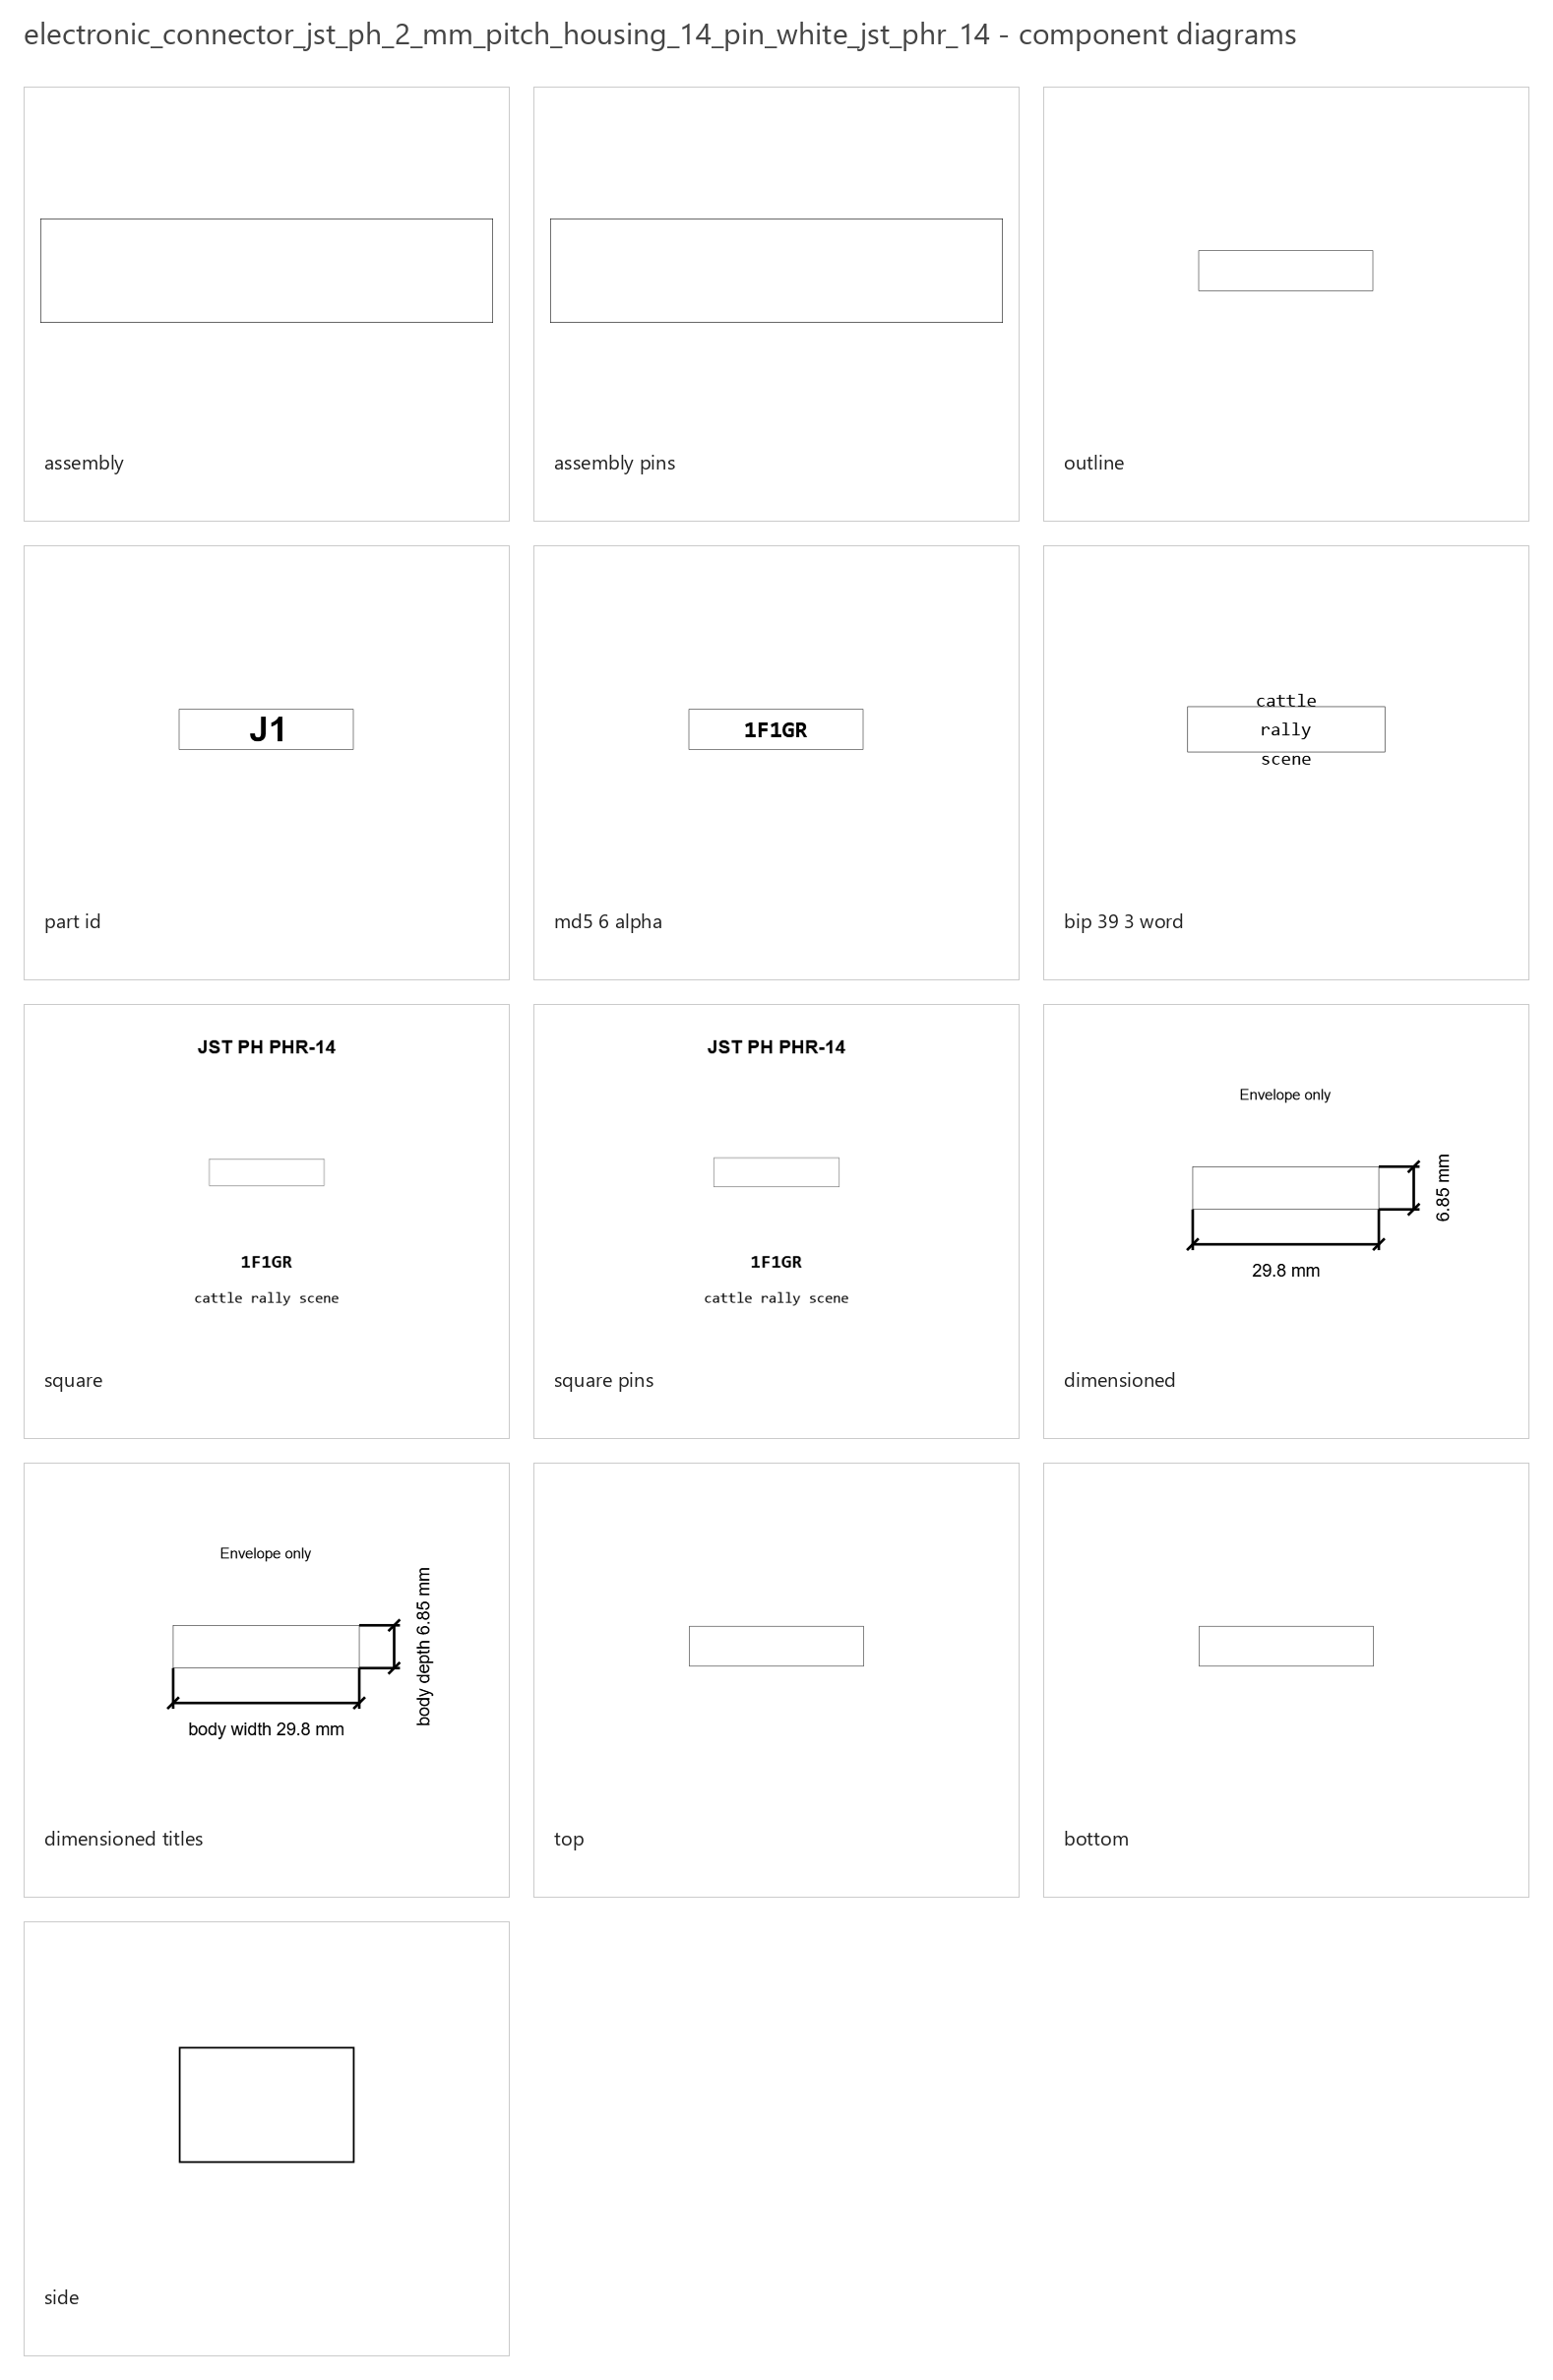 electronic_connector_jst_ph_2_mm_pitch_housing_14_pin_white_jst_phr_14 - component diagrams
assembly
assembly pins
outline
J1
part id
1F1GR
md5 6 alpha
cattle
rally
scene
bip 39 3 word
JST PH PHR-14
1F1GR
cattle rally scene
square
JST PH PHR-14
1F1GR
cattle rally scene
square pins
Envelope only
6.85 mm
29.8 mm
dimensioned
Envelope only
body depth 6.85 mm
body width 29.8 mm
dimensioned titles
top
bottom
side